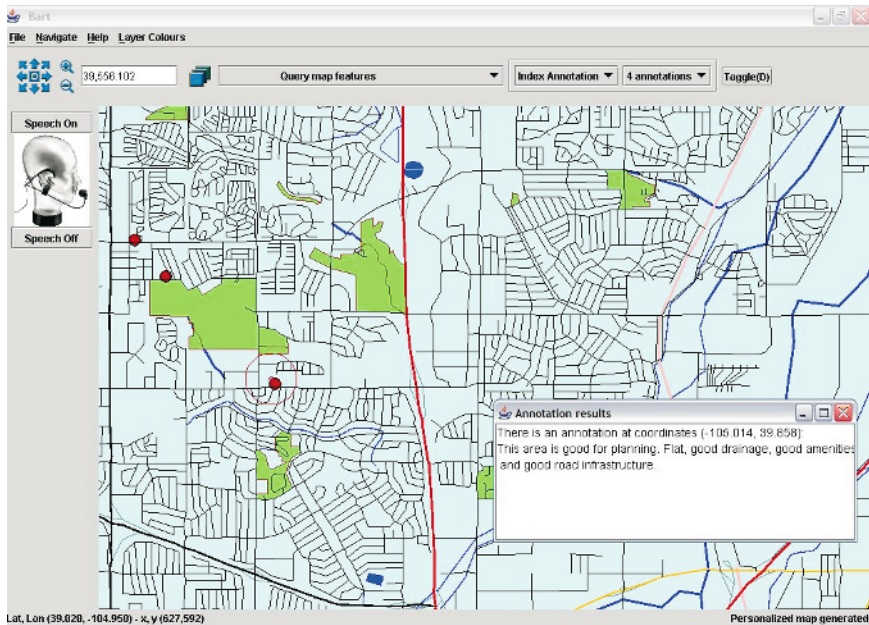 Bart
File Navigate Help Layer Colours
39,556.102
Query map features
Index Annotation
4 annotations
Toggle(D)
Speech On
Speech Off
Annotation results
There is an annotation at coordinates (-105.014, 39.858):
This area is good for planning. Flat, good drainage, good amenities
and good road infrastructure.
Lat, Lon (39.820, -104.950) - x, y (627,592)
Personalized map generated